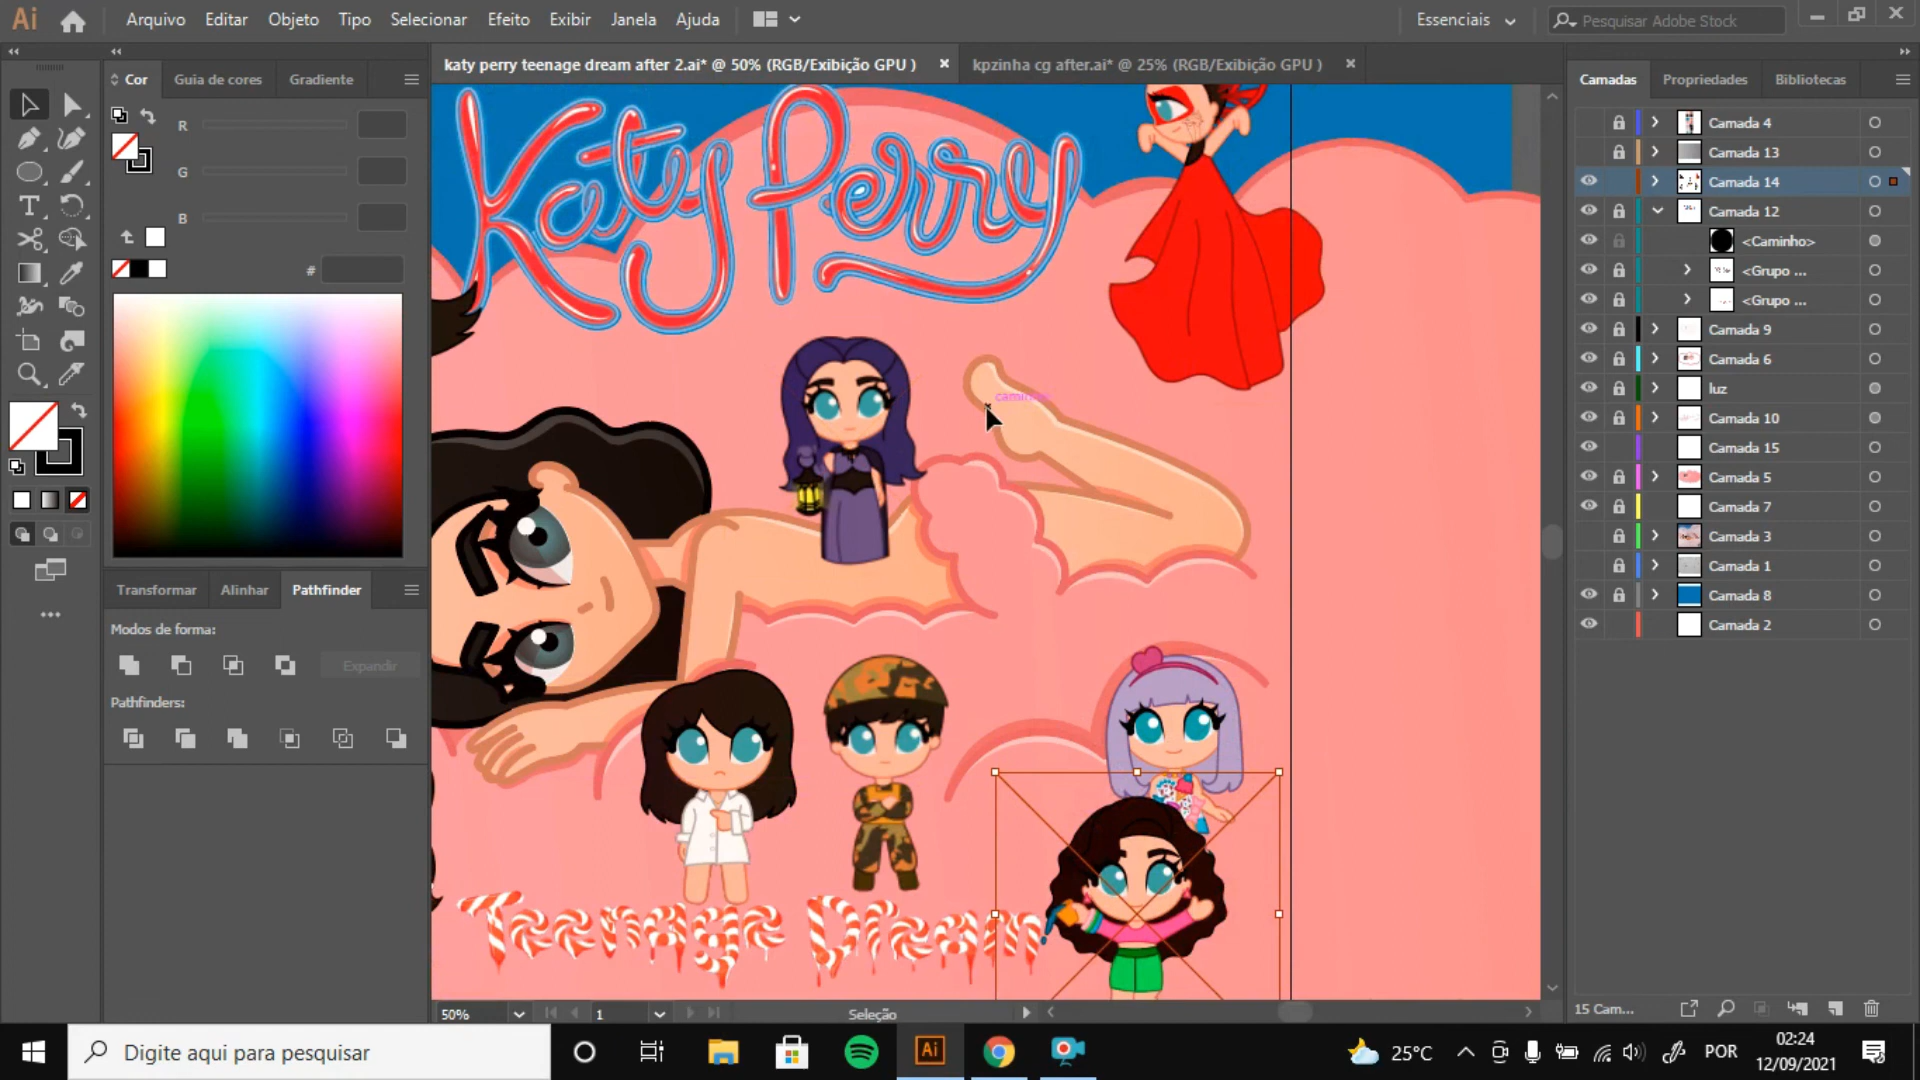 Ai Arquivo Editar Objeto Tipo Selecionar Efeito Exibir Janela Ajuda Essenciais Pesquisar Adobe Stock
katy perry teenage dream after 2.ai* @ 50% (RGB/Exibição GPU ) kpzinha cg after.ai* @ 25% (RGB/Exibição GPU )
Cor Guia de cores Gradiente
R
G
B
#
Transformar Alinhar Pathfinder
Modos de forma:
Expandir
Pathfinders:
Katy Perry
caminho
Teenage Dream
Camadas Propriedades Bibliotecas
Camada 4
Camada 13
Camada 14
Camada 12
<Caminho>
<Grupo ...
<Grupo ...
Camada 9
Camada 6
luz
Camada 10
Camada 15
Camada 5
Camada 7
Camada 3
Camada 1
Camada 8
Camada 2
15 Cam...
50% 1 Seleção
Digite aqui para pesquisar
Ai
25°C POR
02:24
12/09/2021